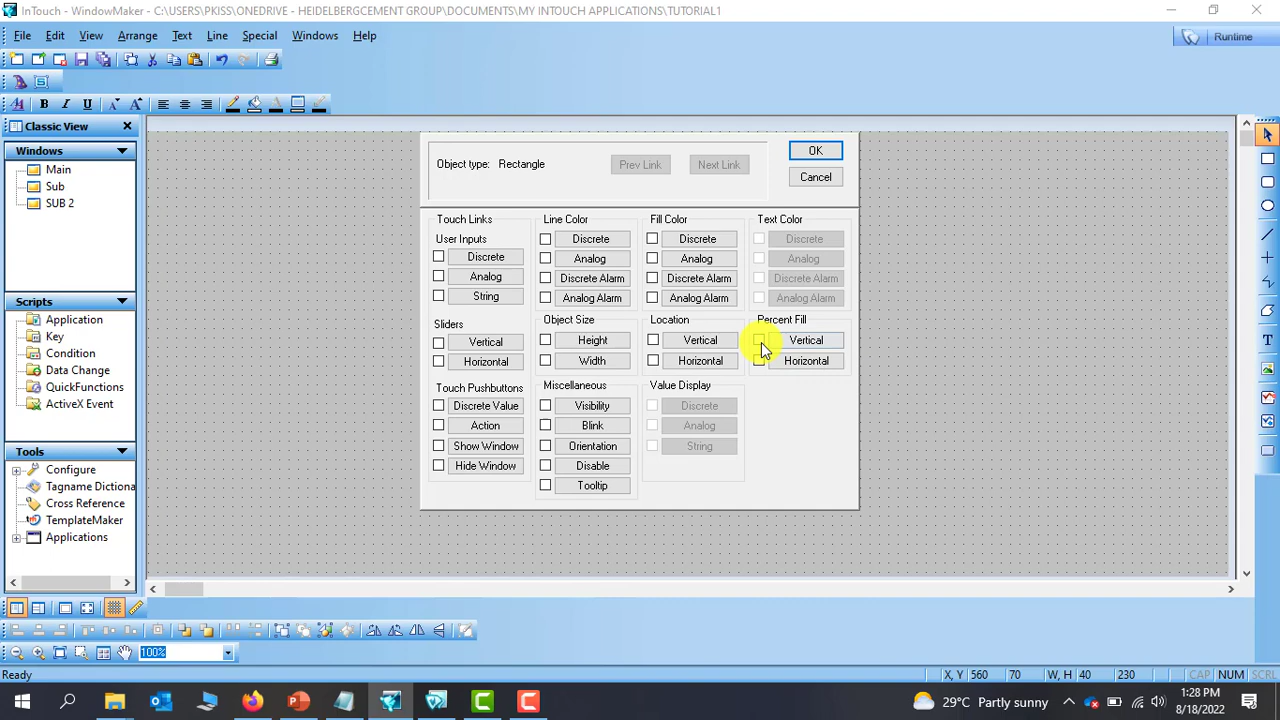 InTouch - WindowMaker - C:\USERS\PKISS\ONEDRIVE - HEIDELBERGCEMENT GROUP\DOCUMENTS\MY INTOUCH APPLICATIONS\TUTORIAL1
File Edit View Arrange Text Line Special Windows Help
Runtime
Classic View
Windows
Main
Sub
SUB 2
Scripts
Application
Key
Condition
Data Change
QuickFunctions
ActiveX Event
Tools
Configure
Tagname Dictiona
Cross Reference
TemplateMaker
Applications
Object type: Rectangle
Prev Link
Next Link
OK
Cancel
Touch Links
User Inputs
Discrete
Analog
String
Sliders
Vertical
Horizontal
Touch Pushbuttons
Discrete Value
Action
Show Window
Hide Window
Line Color
Discrete
Analog
Discrete Alarm
Analog Alarm
Object Size
Height
Width
Miscellaneous
Visibility
Blink
Orientation
Disable
Tooltip
Fill Color
Discrete
Analog
Discrete Alarm
Analog Alarm
Location
Vertical
Horizontal
Value Display
Discrete
Analog
String
Text Color
Discrete
Analog
Discrete Alarm
Analog Alarm
Percent Fill
Vertical
Horizontal
100%
Ready
X, Y 560 70 W, H 40 230 CAP NUM SCRL
29°C Partly sunny
1:28 PM
8/18/2022